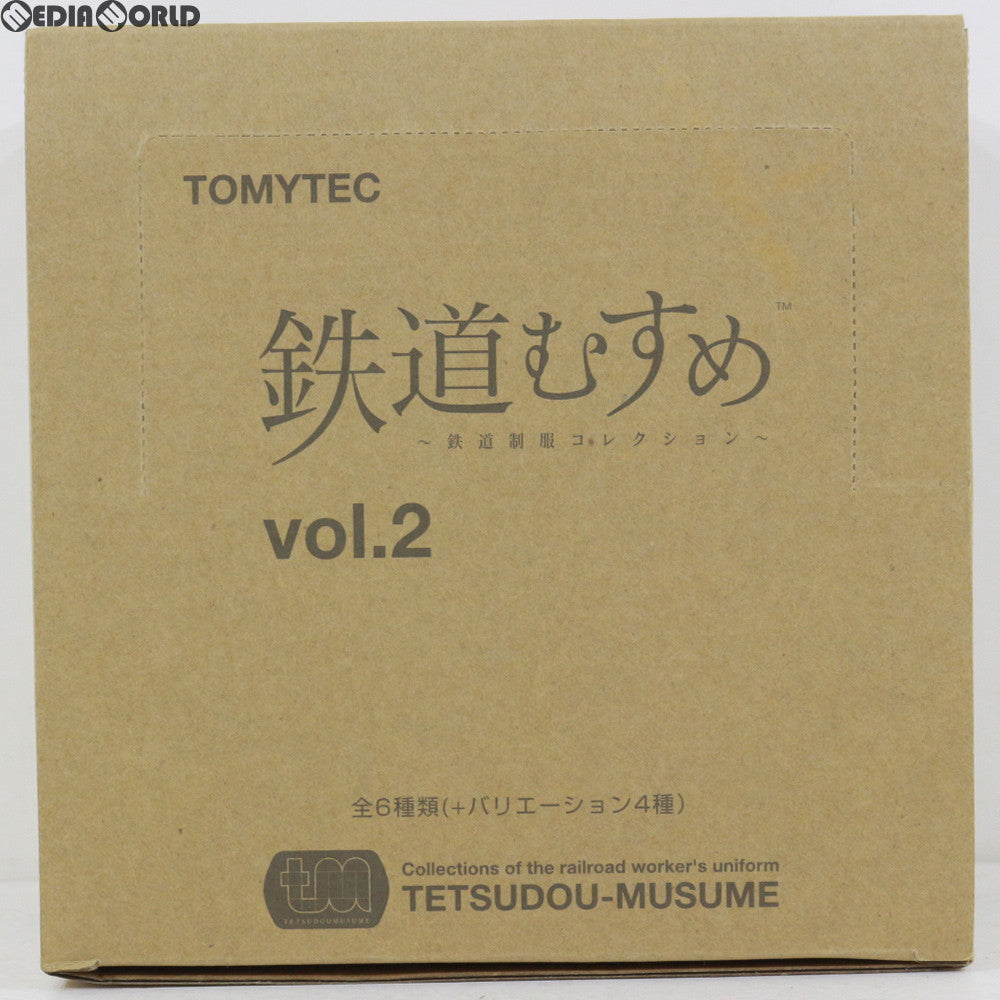 MEDIAWORLD
TOMYTEC
鉄道むすめ™
～鉄道制服コレクション～
vol.2
全6種類(+バリエーション4種)
tm
TETSUDOUMUSUME
Collections of the railroad worker's uniform
TETSUDOU-MUSUME